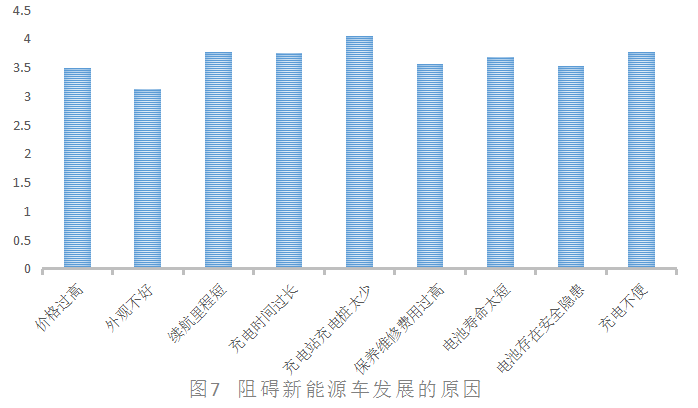 4.5
4
3.5
3
2.5
2
1.5
1
0.5
0
价格过高
外观不好
续航里程短
充电时间过长
充电站充电桩太少
保养维修费用过高
电池寿命太短
电池存在安全隐患
充电不便
图7 阻碍新能源车发展的原因